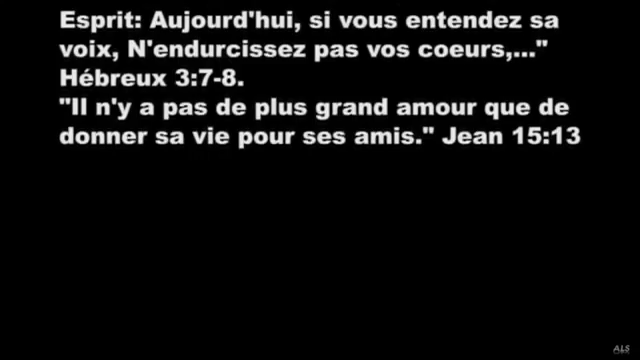 Esprit: Aujourd'hui, si vous entendez sa
voix, N'endurcissez pas vos coeurs,..."
Hébreux 3:7-8.
"Il n'y a pas de plus grand amour que de
donner sa vie pour ses amis." Jean 15:13
ALS